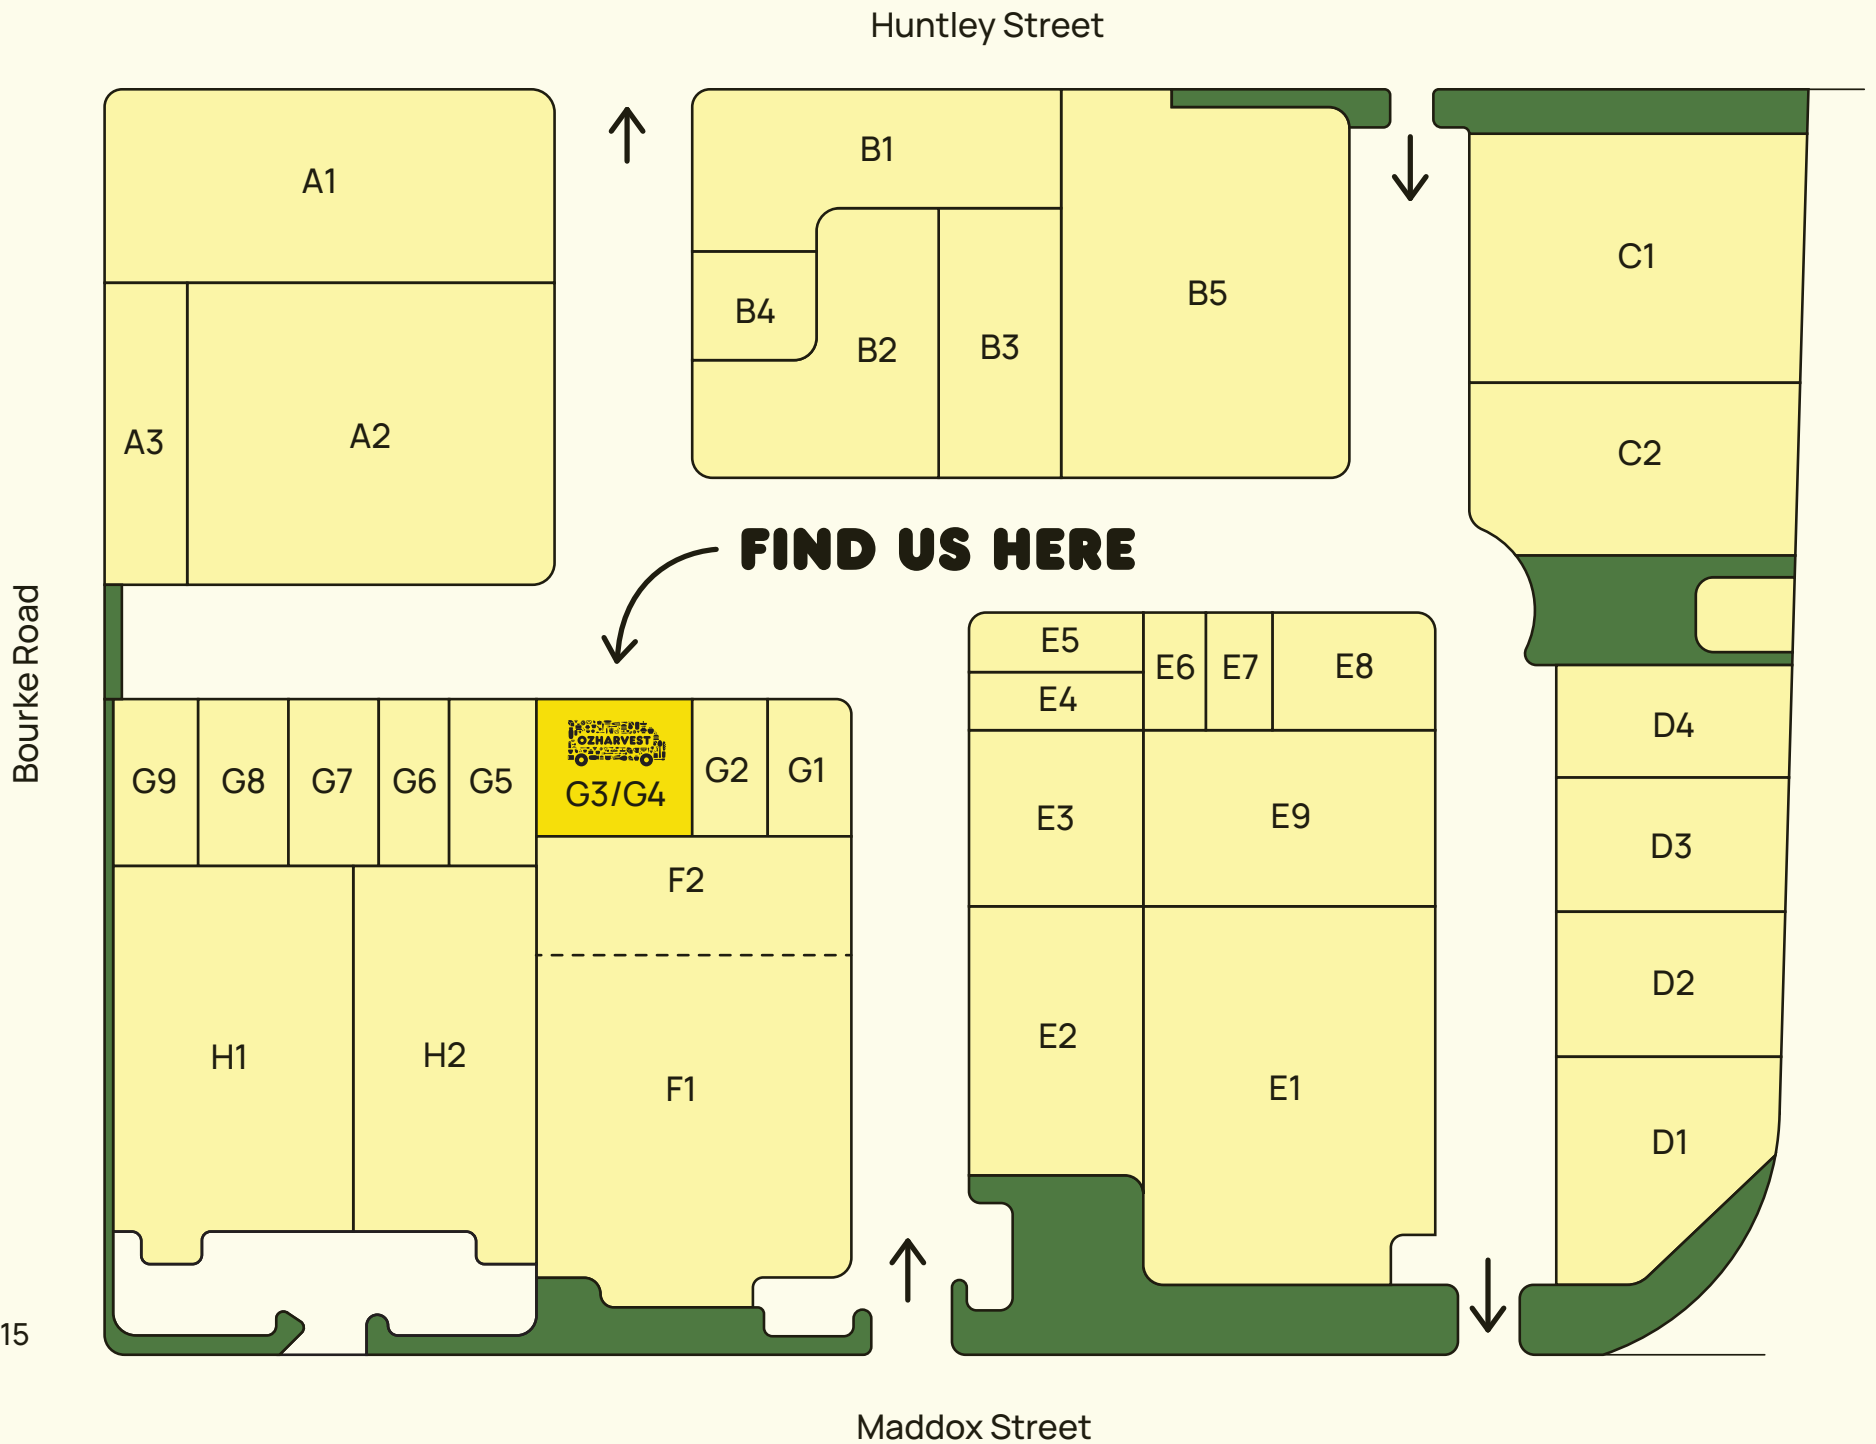 Huntley Street
A1
B1
B5
B4
B2
B3
C1
A3
A2
C2
FIND US HERE
Bourke Road
E5
E4
E6
E7
E8
D4
OZHARVEST
G9
G8
G7
G6
G5
G3/G4
G2
G1
E3
E9
D3
F2
D2
H1
H2
E2
F1
E1
D1
15
Maddox Street